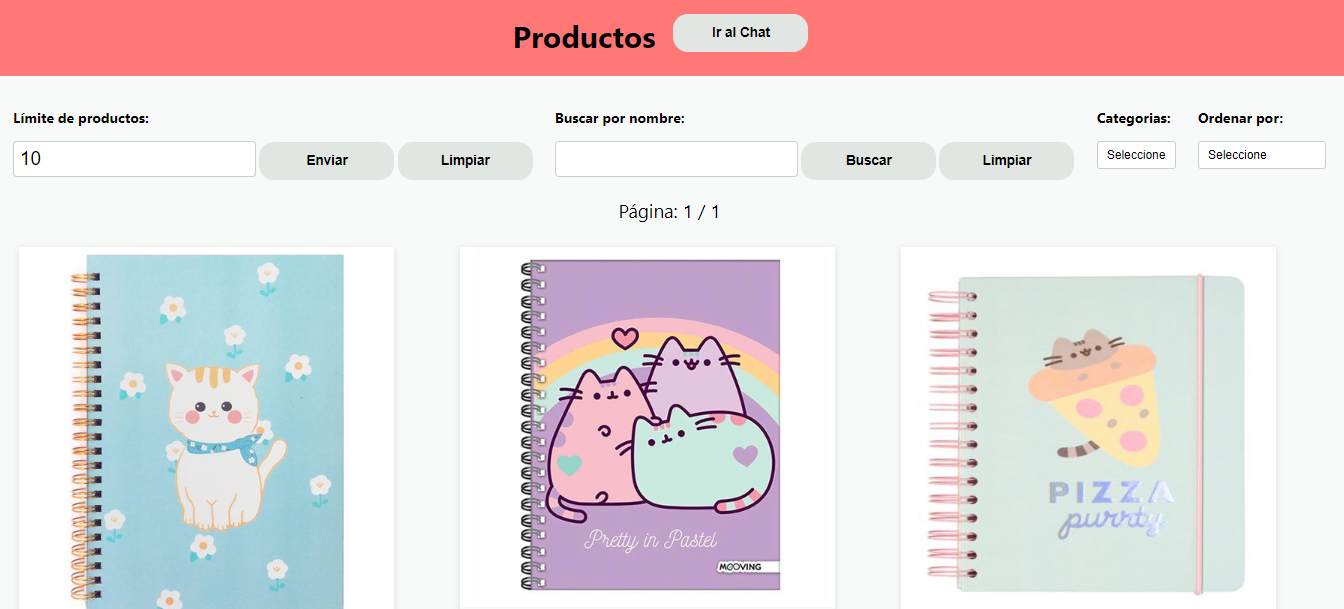 Productos
Ir al Chat
Límite de productos:
10
Enviar
Limpiar
Buscar por nombre:
Buscar
Limpiar
Categorias:
Seleccione
Ordenar por:
Seleccione
Página: 1 / 1
Pretty in Pastel
MOOVING
PIZZA
purrty